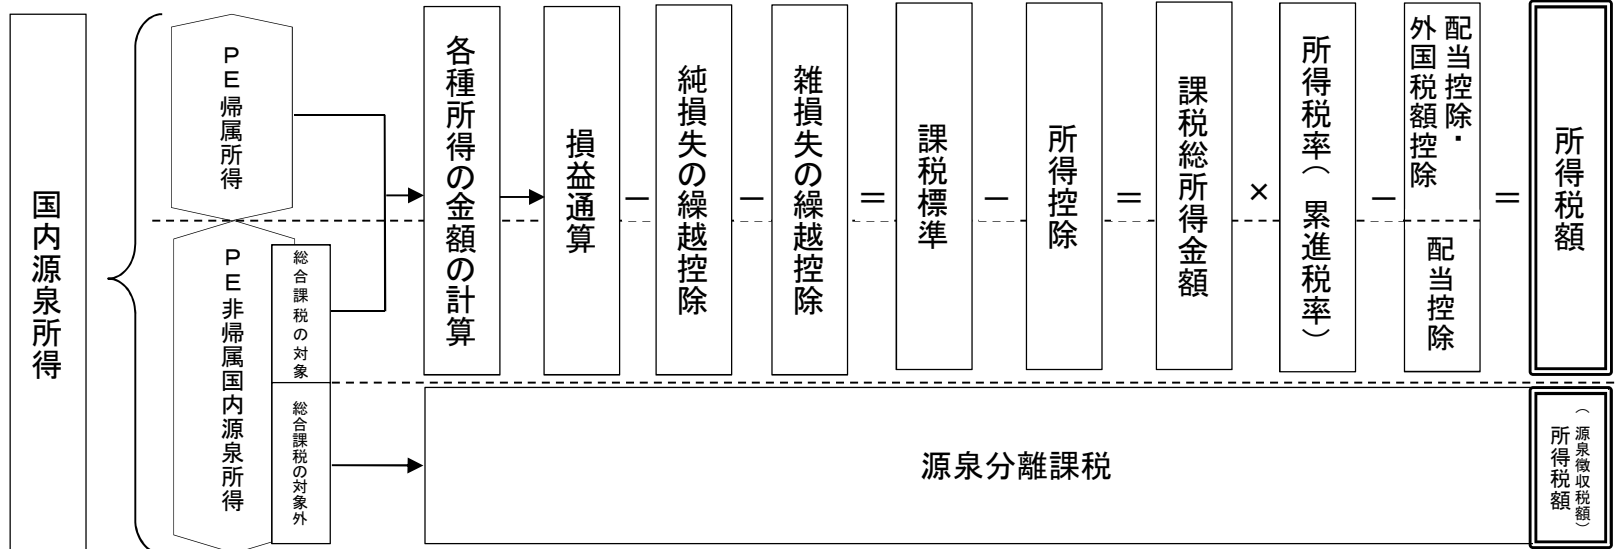 国内源泉所得
PE帰属所得
PE非帰属国内源泉所得
総合課税の対象
総合課税の対象外
各種所得の金額の計算
損益通算
−
純損失の繰越控除
−
雑損失の繰越控除
=
課税標準
−
所得控除
=
課税総所得金額
×
所得税率(累進税率)
−
配当控除・
外国税額控除
配当控除
=
所得税額
源泉分離課税
(源泉徴収税額)
所得税額